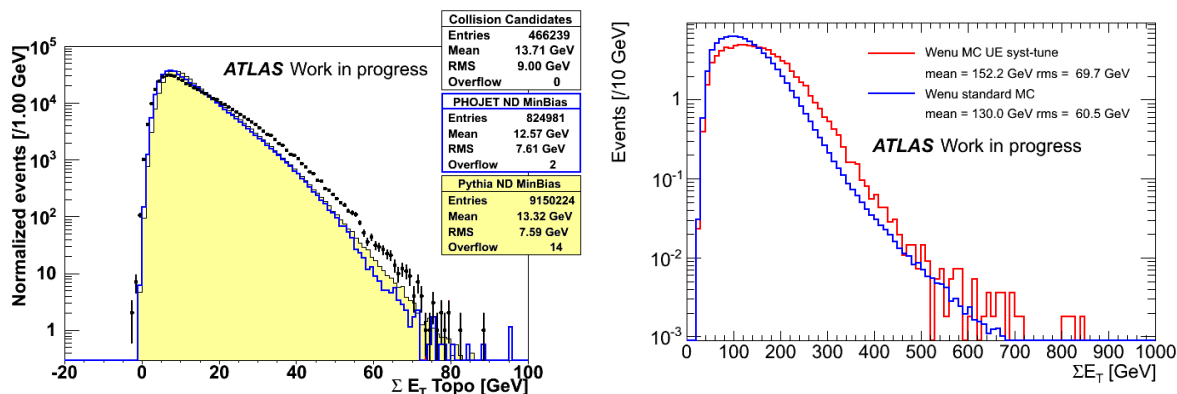 Normalized events [/1.00 GeV]
10^5
10^4
10^3
10^2
10
1
ATLAS Work in progress
Collision Candidates
Entries 466239
Mean 13.71 GeV
RMS 9.00 GeV
Overflow 0
PHOJET ND MinBias
Entries 824981
Mean 12.57 GeV
RMS 7.61 GeV
Overflow 2
Pythia ND MinBias
Entries 9150224
Mean 13.32 GeV
RMS 7.59 GeV
Overflow 14
-20 0 20 40 60 80 100
Σ E_T Topo [GeV]
Events [/10 GeV]
1
10^-1
10^-2
10^-3
Wenu MC UE syst-tune
mean = 152.2 GeV rms = 69.7 GeV
Wenu standard MC
mean = 130.0 GeV rms = 60.5 GeV
ATLAS Work in progress
0 100 200 300 400 500 600 700 800 900 1000
ΣE_T [GeV]